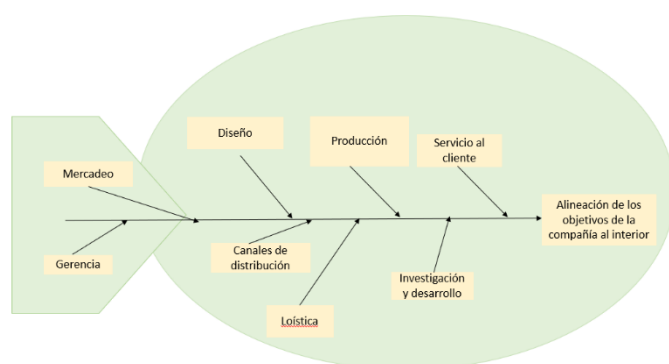 Diseño
Producción
Servicio al
cliente
Mercadeo
Alineación de los
objetivos de la
compañía al interior
Canales de
distribución
Gerencia
Investigación
y desarrollo
Loística